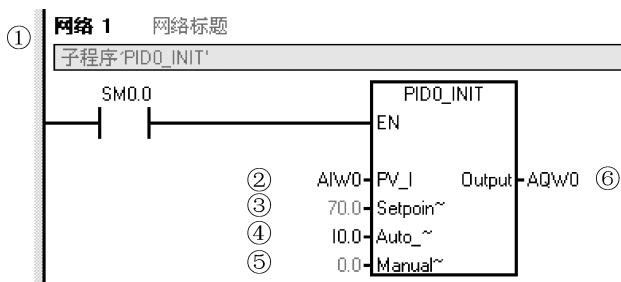 ① 网络 1 网络标题
子程序‘PID0_INIT'
SM0.0
PID0_INIT
EN
② AIW0 PV_I Output AQW0 ⑥
③ 70.0 Setpoin~
④ I0.0 Auto_~
⑤ 0.0 Manual~